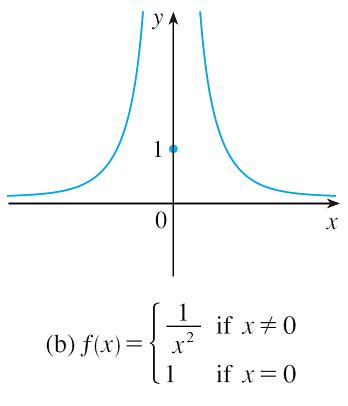 y
1
0
x
(b) f(x) = { 1/x² if x ≠ 0
1 if x = 0